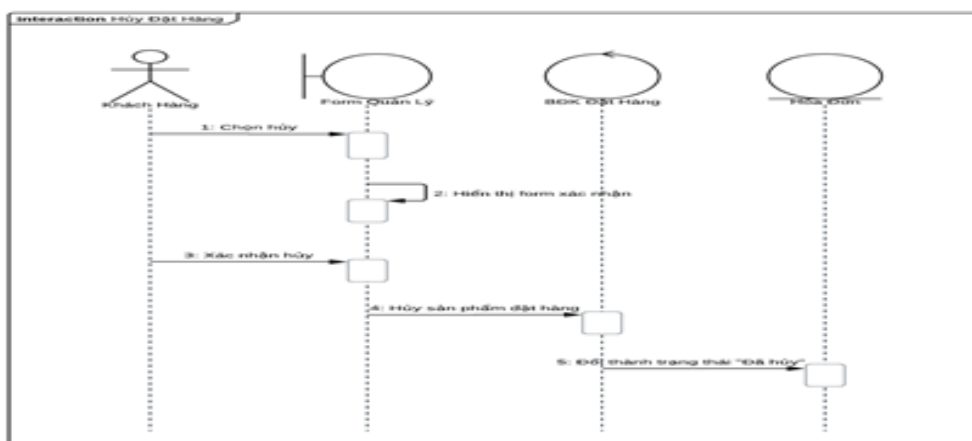 interaction Hủy Đặt Hàng
Khách Hàng
Form Quản Lý
BĐK Đặt Hàng
Hóa Đơn
1: Chọn hủy
2: Hiển thị form xác nhận
3: Xác nhận hủy
4: Hủy sản phẩm đặt hàng
5: Đổi thành trạng thái "Đã hủy"